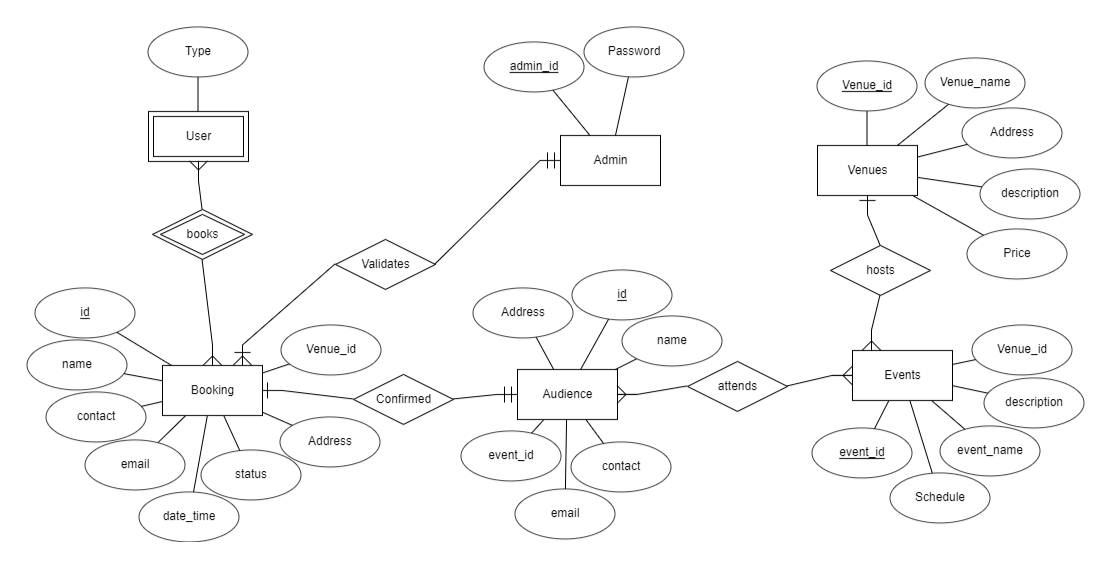 Type
admin_id
Password
Venue_id
Venue_name
User
Address
Admin
Venues
description
books
Price
Validates
hosts
id
Address
id
name
Venue_id
name
Venue_id
Booking
Events
attends
Audience
Confirmed
description
contact
Address
event_id
event_name
email
status
event_id
contact
Schedule
date_time
email